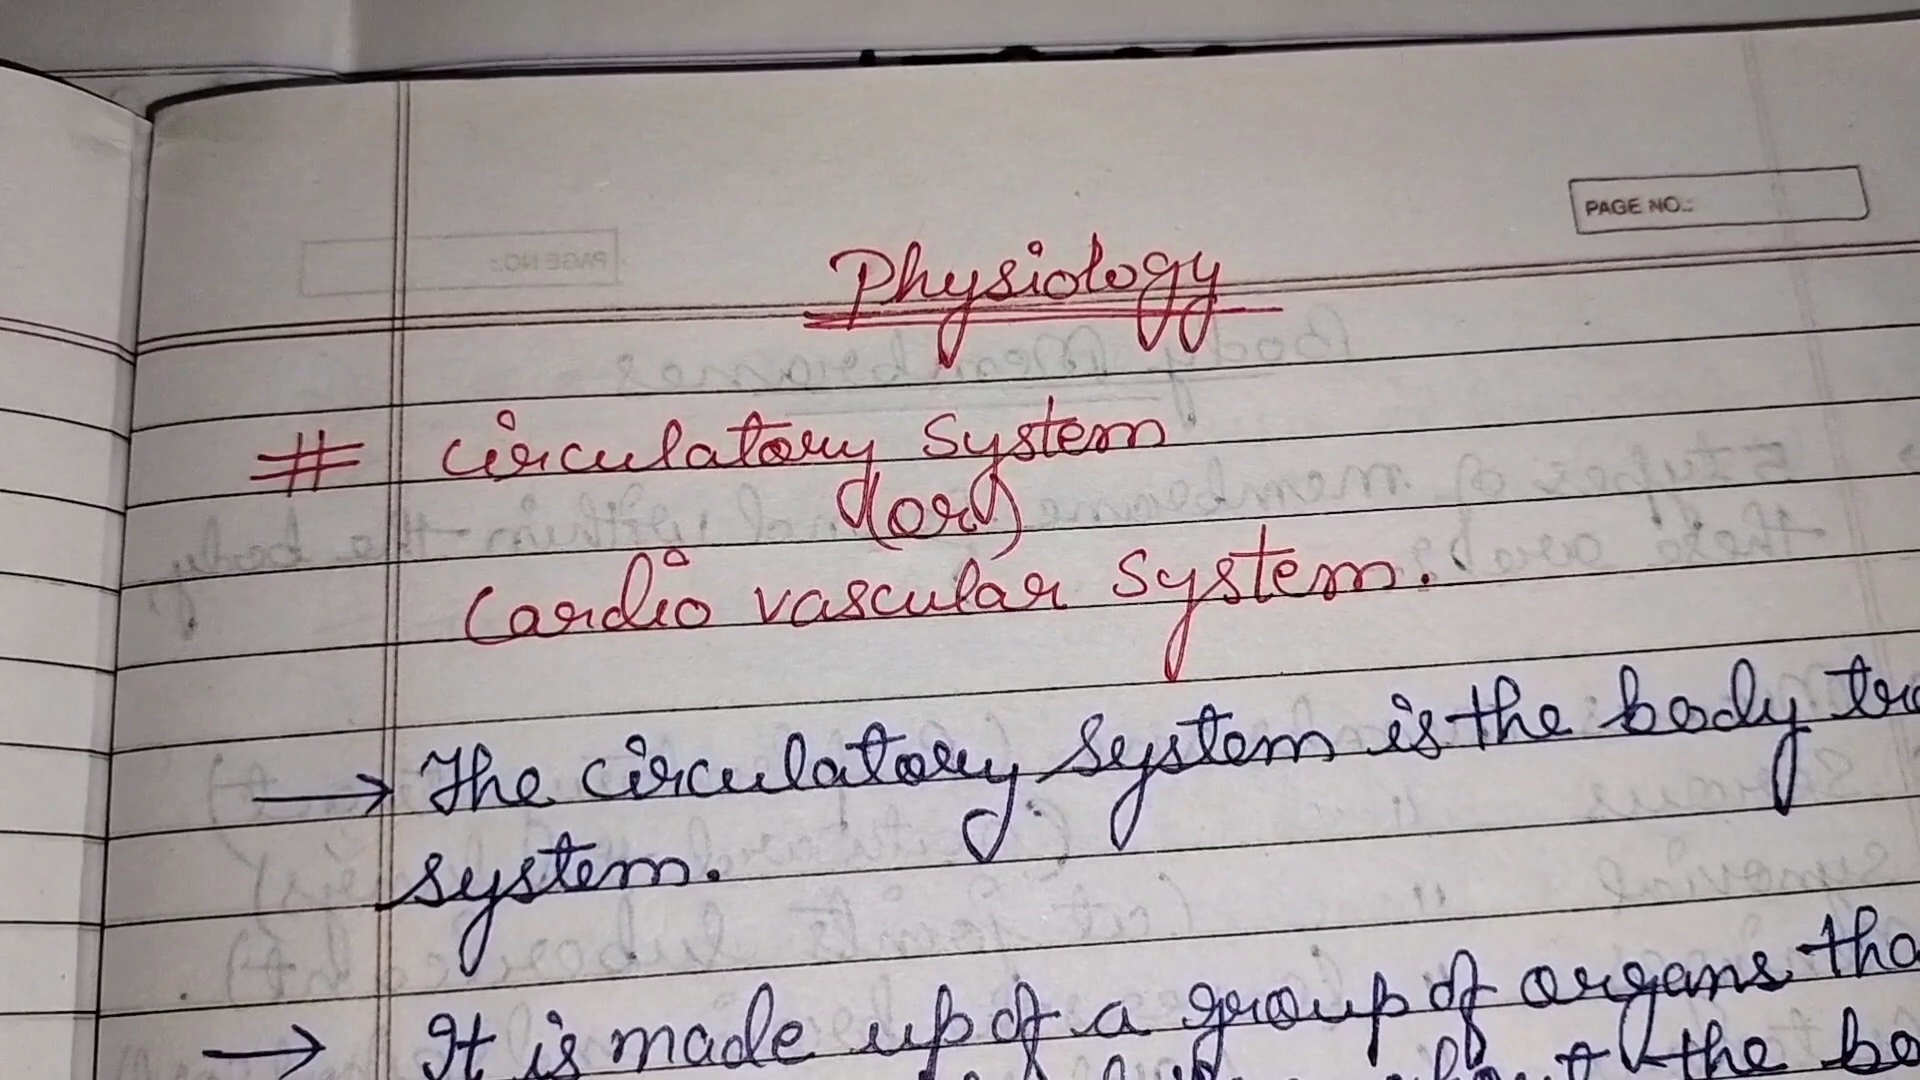 PAGE NO.:
Physiology
# circulatory system
(or)
Cardio vascular system.
→ The circulatory system is the body
system.
→ It is made up of a group of organs
the